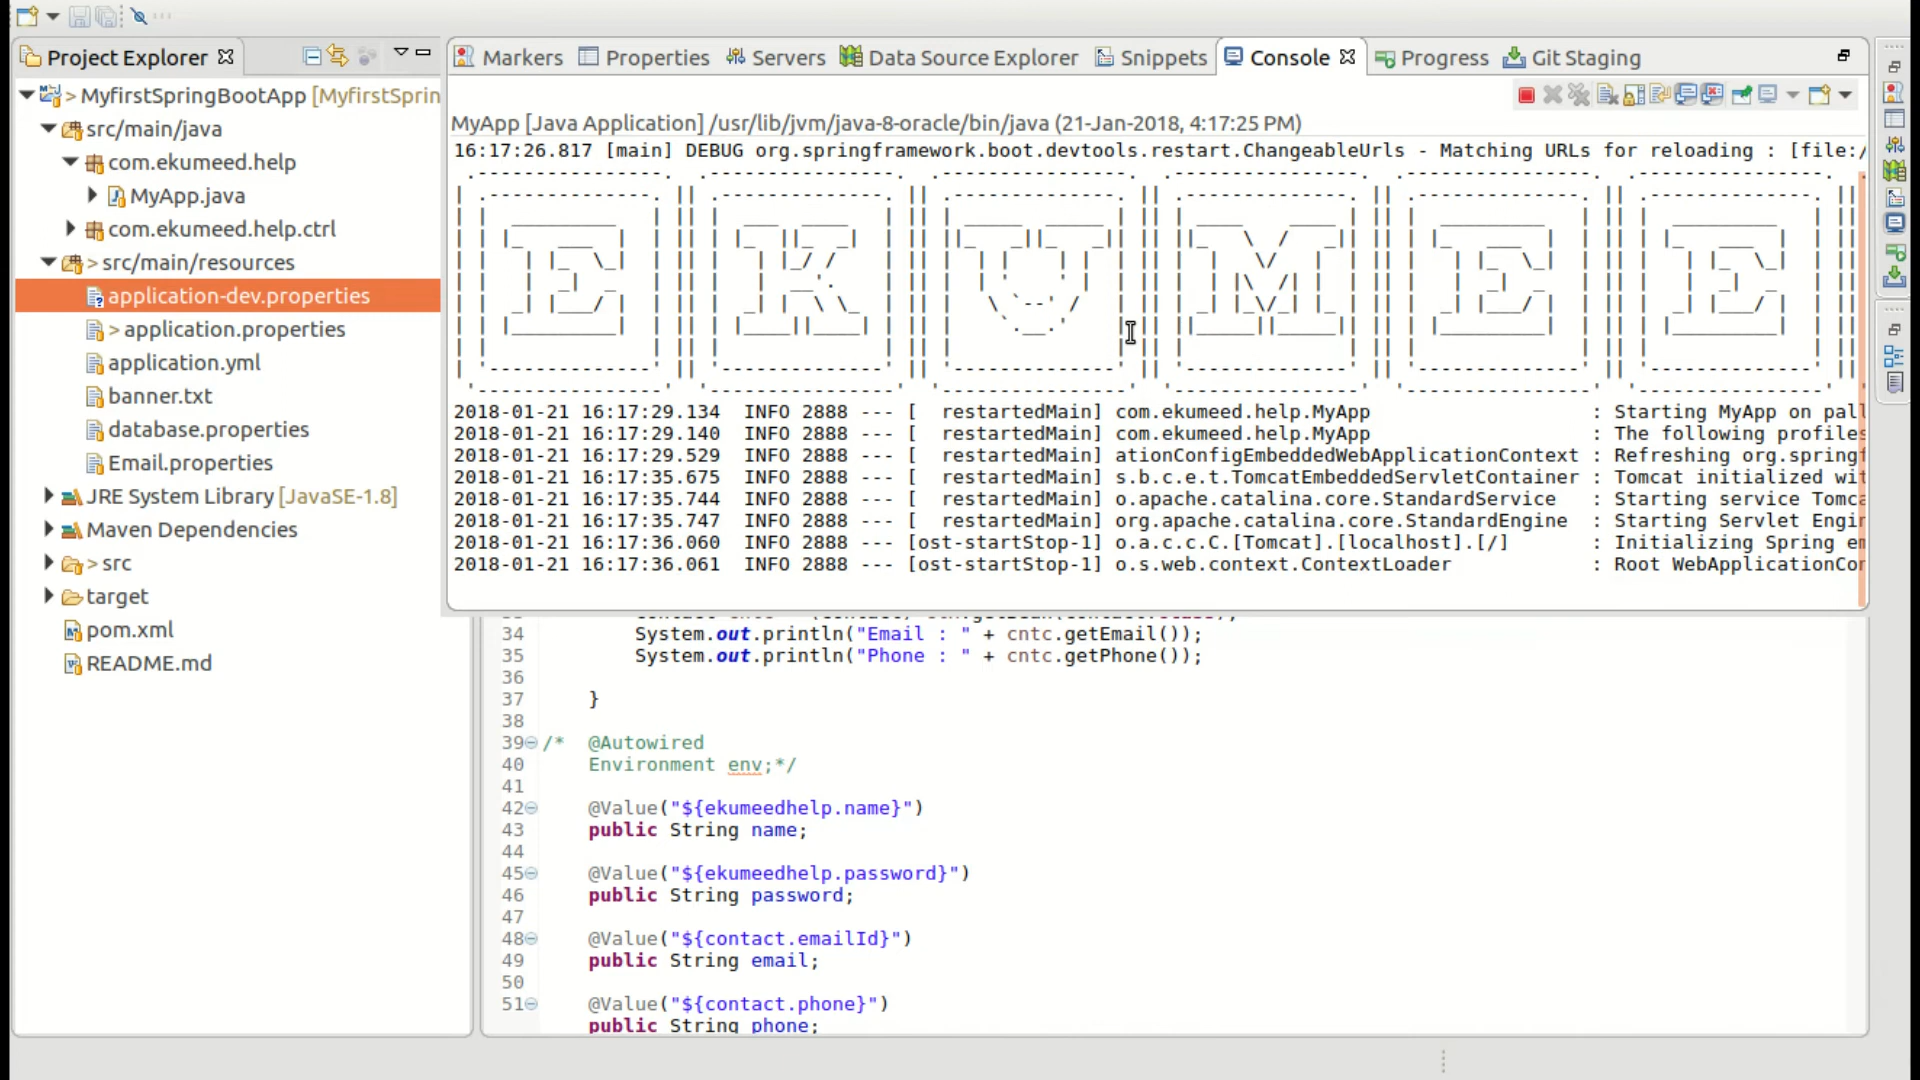 Project Explorer
> MyfirstSpringBootApp [MyfirstSprin
src/main/java
com.ekumeed.help
MyApp.java
com.ekumeed.help.ctrl
> src/main/resources
application-dev.properties
> application.properties
application.yml
banner.txt
database.properties
Email.properties
JRE System Library [JavaSE-1.8]
Maven Dependencies
> src
target
pom.xml
README.md
Markers Properties Servers Data Source Explorer Snippets Console Progress Git Staging
MyApp [Java Application] /usr/lib/jvm/java-8-oracle/bin/java (21-Jan-2018, 4:17:25 PM)
16:17:26.817 [main] DEBUG org.springframework.boot.devtools.restart.ChangeableUrls - Matching URLs for reloading : [file:/
E K U M E E
2018-01-21 16:17:29.134 INFO 2888 --- [ restartedMain] com.ekumeed.help.MyApp : Starting MyApp on pall
2018-01-21 16:17:29.140 INFO 2888 --- [ restartedMain] com.ekumeed.help.MyApp : The following profiles
2018-01-21 16:17:29.529 INFO 2888 --- [ restartedMain] ationConfigEmbeddedWebApplicationContext : Refreshing org.springf
2018-01-21 16:17:35.675 INFO 2888 --- [ restartedMain] s.b.c.e.t.TomcatEmbeddedServletContainer : Tomcat initialized wit
2018-01-21 16:17:35.744 INFO 2888 --- [ restartedMain] o.apache.catalina.core.StandardService : Starting service Tomca
2018-01-21 16:17:35.747 INFO 2888 --- [ restartedMain] org.apache.catalina.core.StandardEngine : Starting Servlet Engin
2018-01-21 16:17:36.060 INFO 2888 --- [ost-startStop-1] o.a.c.c.C.[Tomcat].[localhost].[/] : Initializing Spring em
2018-01-21 16:17:36.061 INFO 2888 --- [ost-startStop-1] o.s.web.context.ContextLoader : Root WebApplicationCon
34 System.out.println("Email : " + cntc.getEmail());
35 System.out.println("Phone : " + cntc.getPhone());
36
37 }
38
39 /* @Autowired
40 Environment env;*/
41
42 @Value("${ekumeedhelp.name}")
43 public String name;
44
45 @Value("${ekumeedhelp.password}")
46 public String password;
47
48 @Value("${contact.emailId}")
49 public String email;
50
51 @Value("${contact.phone}")
public String phone;